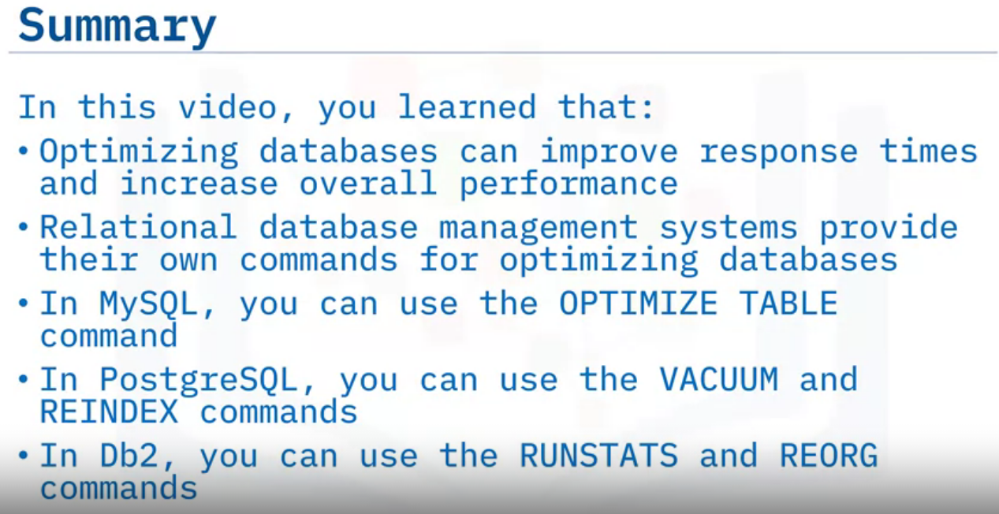 Summary
In this video, you learned that:
• Optimizing databases can improve response times
and increase overall performance
• Relational database management systems provide
their own commands for optimizing databases
• In MySQL, you can use the OPTIMIZE TABLE
command
• In PostgreSQL, you can use the VACUUM and
REINDEX commands
• In Db2, you can use the RUNSTATS and REORG
commands